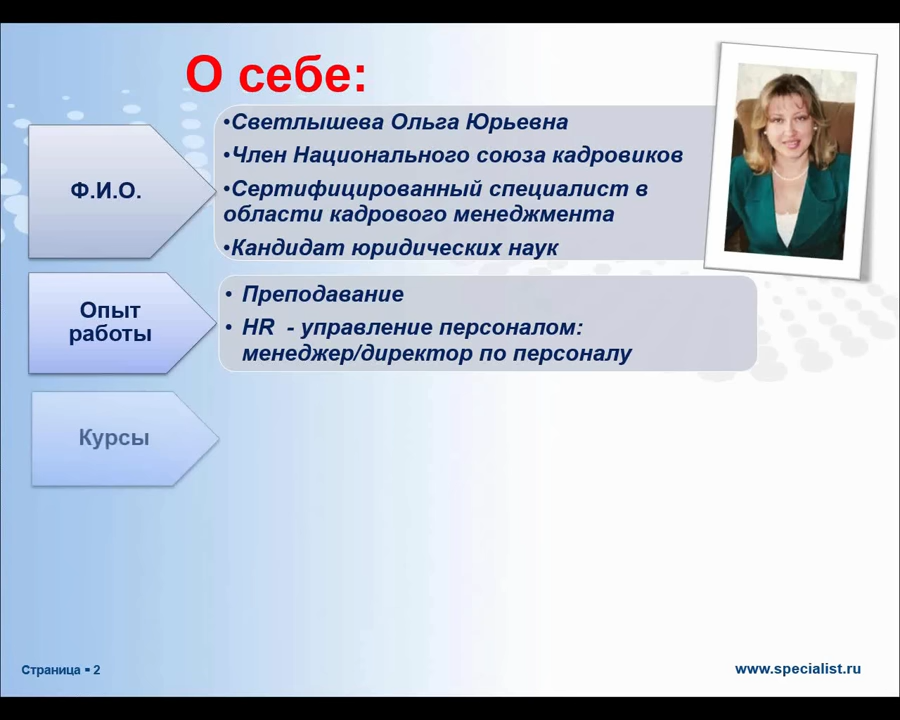 О себе:
Ф.И.О.
•Светлышева Ольга Юрьевна
•Член Национального союза кадровиков
•Сертифицированный специалист в
области кадрового менеджмента
•Кандидат юридических наук
Опыт
работы
• Преподавание
• HR - управление персоналом:
менеджер/директор по персоналу
Курсы
Страница ▪ 2
www.specialist.ru